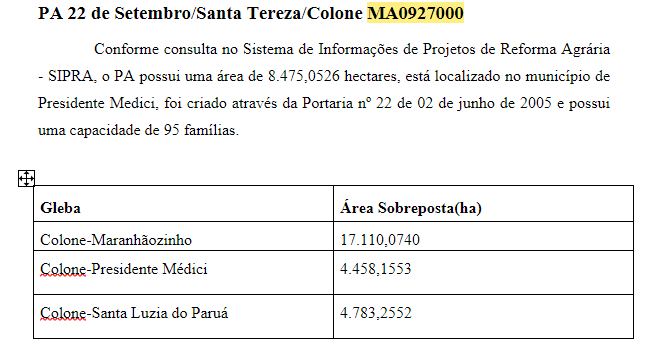 PA 22 de Setembro/Santa Tereza/Colone MA0927000
Conforme consulta no Sistema de Informações de Projetos de Reforma Agrária
- SIPRA, o PA possui uma área de 8.475,0526 hectares, está localizado no município de
Presidente Medici, foi criado através da Portaria nº 22 de 02 de junho de 2005 e possui
uma capacidade de 95 famílias.
Gleba Área Sobreposta(ha)
Colone-Maranhãozinho 17.110,0740
Colone-Presidente Médici 4.458,1553
Colone-Santa Luzia do Paruá 4.783,2552